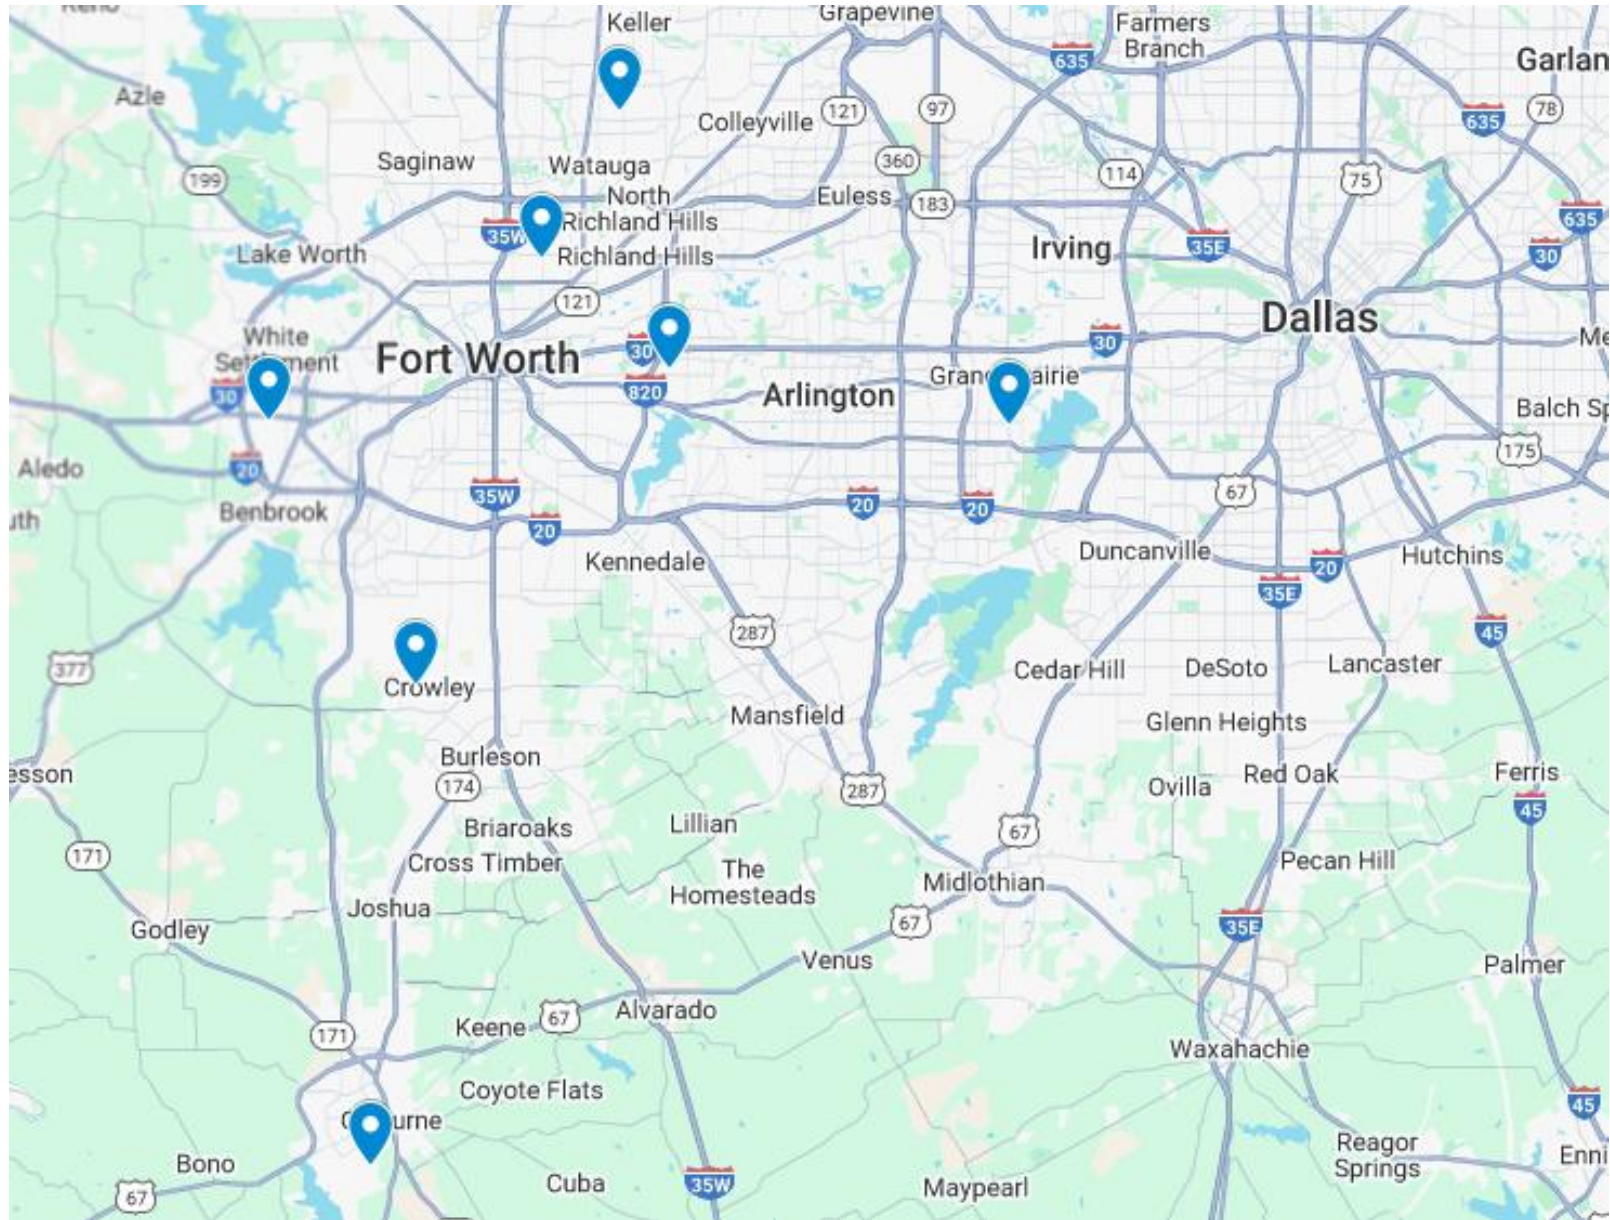 Keller
Grapevine
Farmers
Branch
635
Garlan
Azle
Colleyville
121
97
78
635
Saginaw
Watauga
360
114
75
199
North
Richland Hills
Euless
183
635
35W
Richland Hills
Irving
35E
30
Lake Worth
121
Dallas
White
Fort Worth
30
30
Me
30
820
Arlington
Balch Sp
Aledo
20
175
35W
67
Benbrook
20
20
20
uth
Kennedale
Duncanville
20
Hutchins
35E
287
45
377
Cedar Hill
DeSoto
Lancaster
Crowley
Mansfield
Glenn Heights
Burleson
esson
174
287
Ovilla
Red Oak
Ferris
45
Briaroaks
Lillian
67
171
Cross Timber
The
Homesteads
Pecan Hill
Midlothian
Joshua
Godley
67
35E
Venus
Palmer
Keene
67
Alvarado
171
Waxahachie
Coyote Flats
45
urne
Bono
Reagor
Springs
Enni
67
Cuba
35W
Maypearl